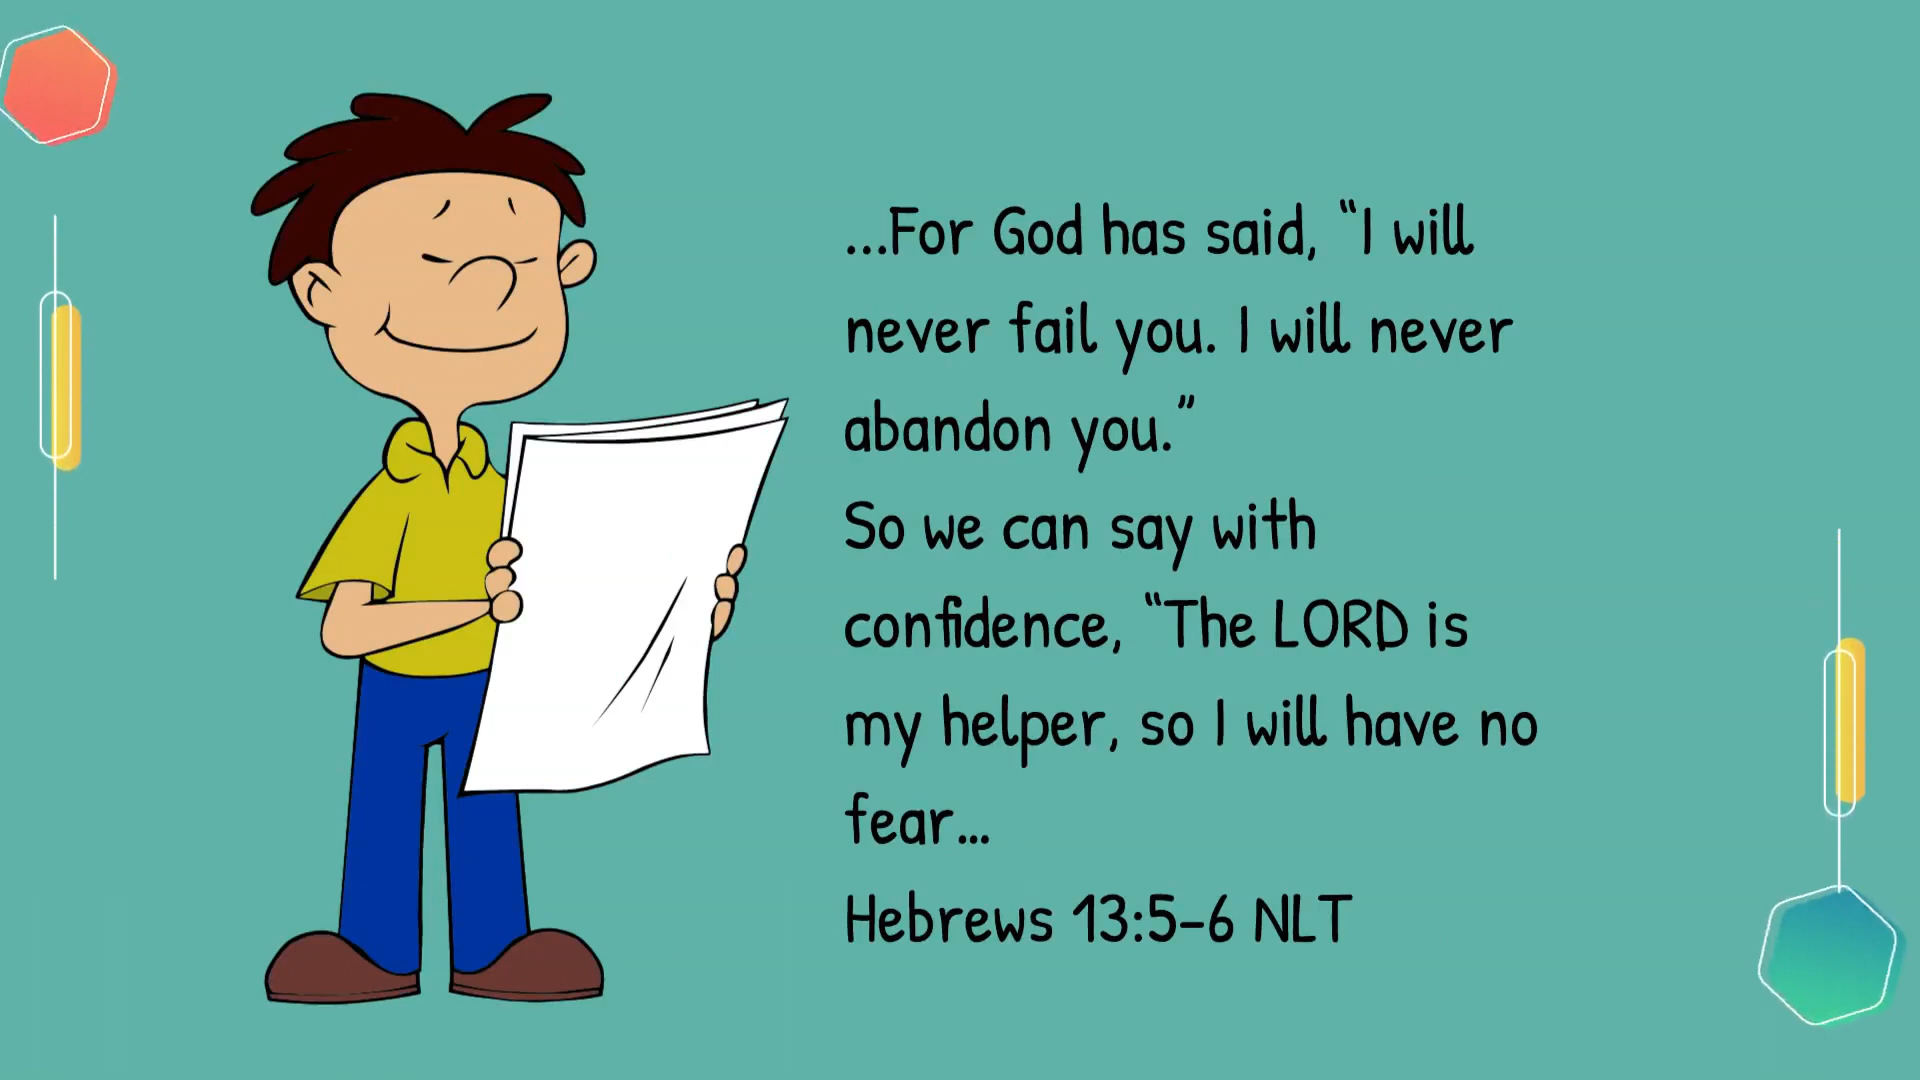 ...For God has said, “I will
never fail you. I will never
abandon you.”
So we can say with
confidence, “The LORD is
my helper, so I will have no
fear...
Hebrews 13:5-6 NLT